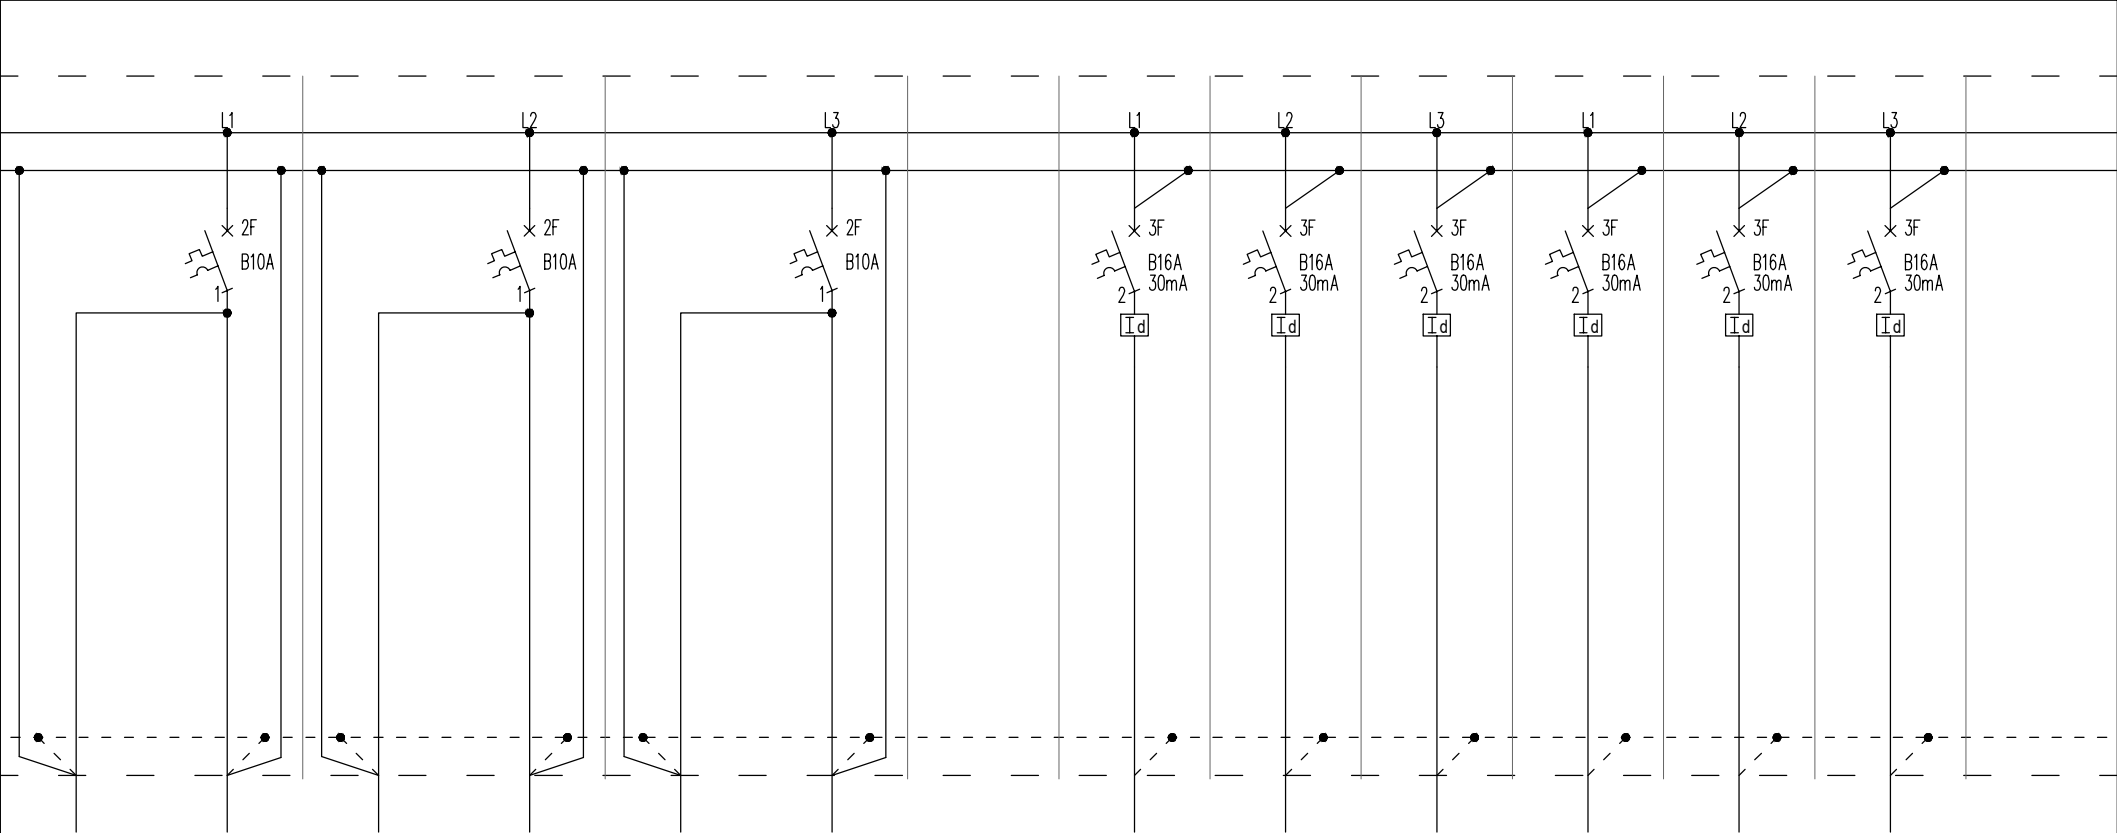 L1 L2 L3 L1 L2 L3 L1 L2 L3
2F 2F 2F 3F 3F 3F 3F 3F 3F
B10A B10A B10A B16A B16A B16A B16A B16A B16A
30mA 30mA 30mA 30mA 30mA 30mA
1 1 1 2 2 2 2 2 2
Id Id Id Id Id Id